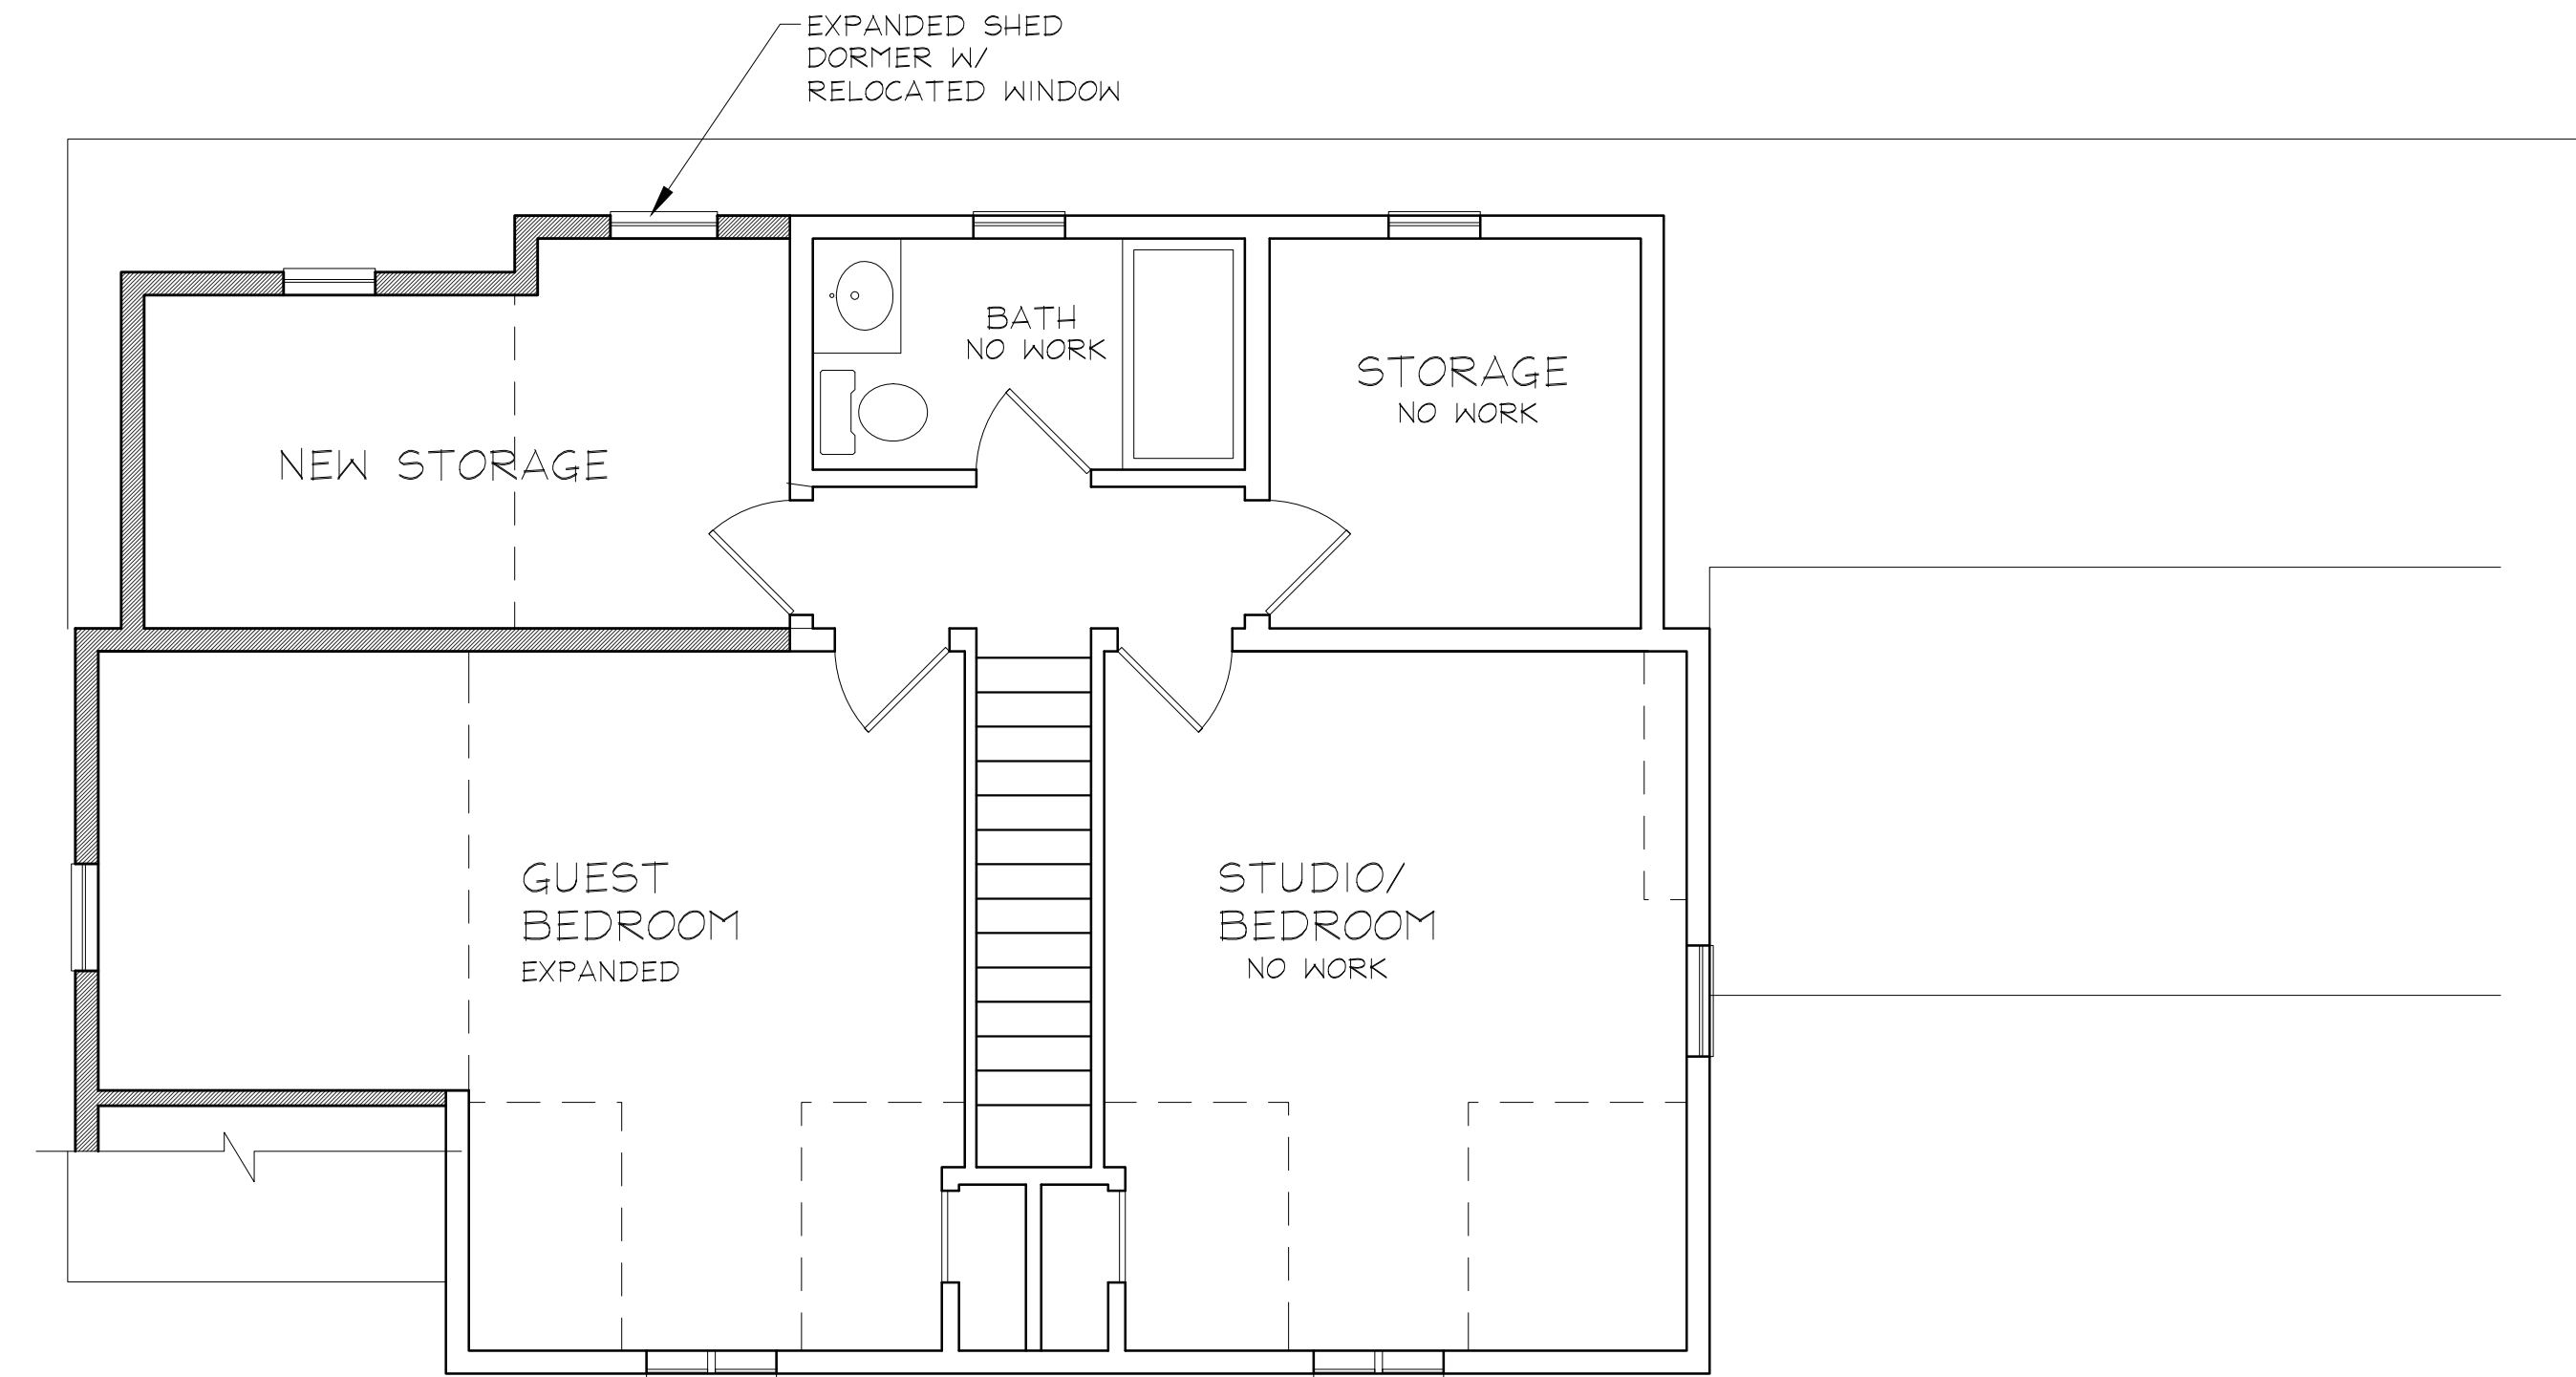 EXPANDED SHED
DORMER W/
RELOCATED WINDOW
BATH
NO WORK
STORAGE
NO WORK
NEW STORAGE
GUEST
BEDROOM
EXPANDED
STUDIO/
BEDROOM
NO WORK